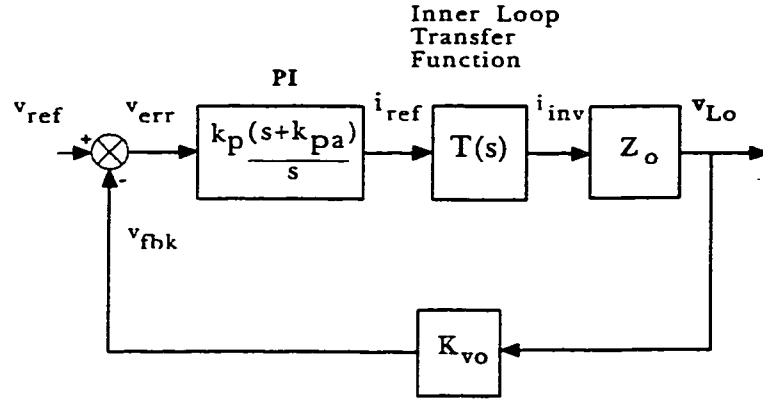 Inner Loop
Transfer
Function
PI
v_ref
+
-
v_err
k_p(s+k_pa)
s
i_ref
T(s)
i_inv
Z_o
v_Lo
v_fbk
K_vo